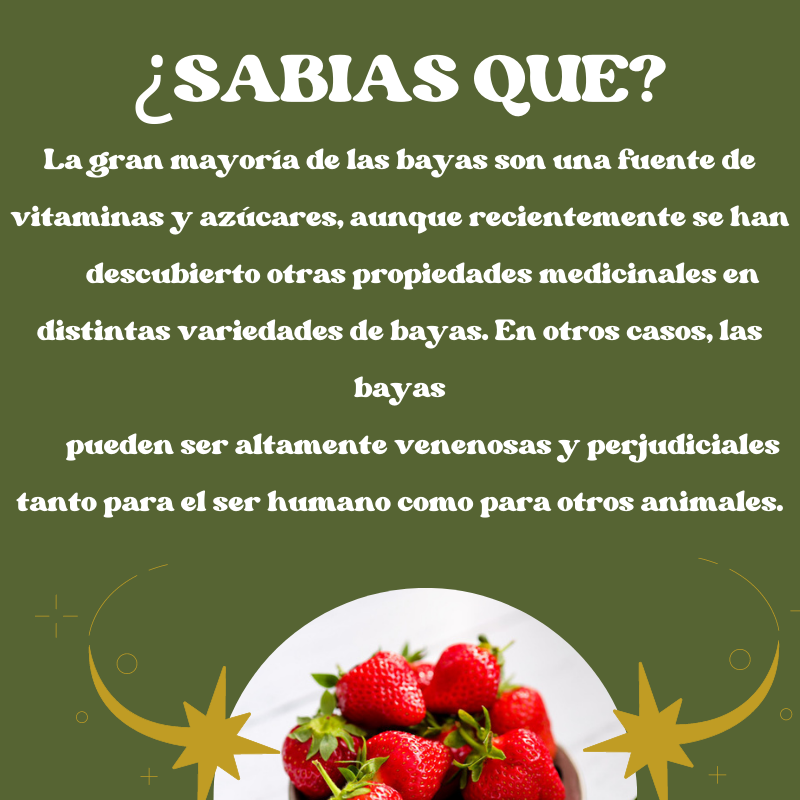 ¿SABIAS QUE?
La gran mayoría de las bayas son una fuente de
vitaminas y azúcares, aunque recientemente se han
descubierto otras propiedades medicinales en
distintas variedades de bayas. En otros casos, las
bayas
pueden ser altamente venenosas y perjudiciales
tanto para el ser humano como para otros animales.